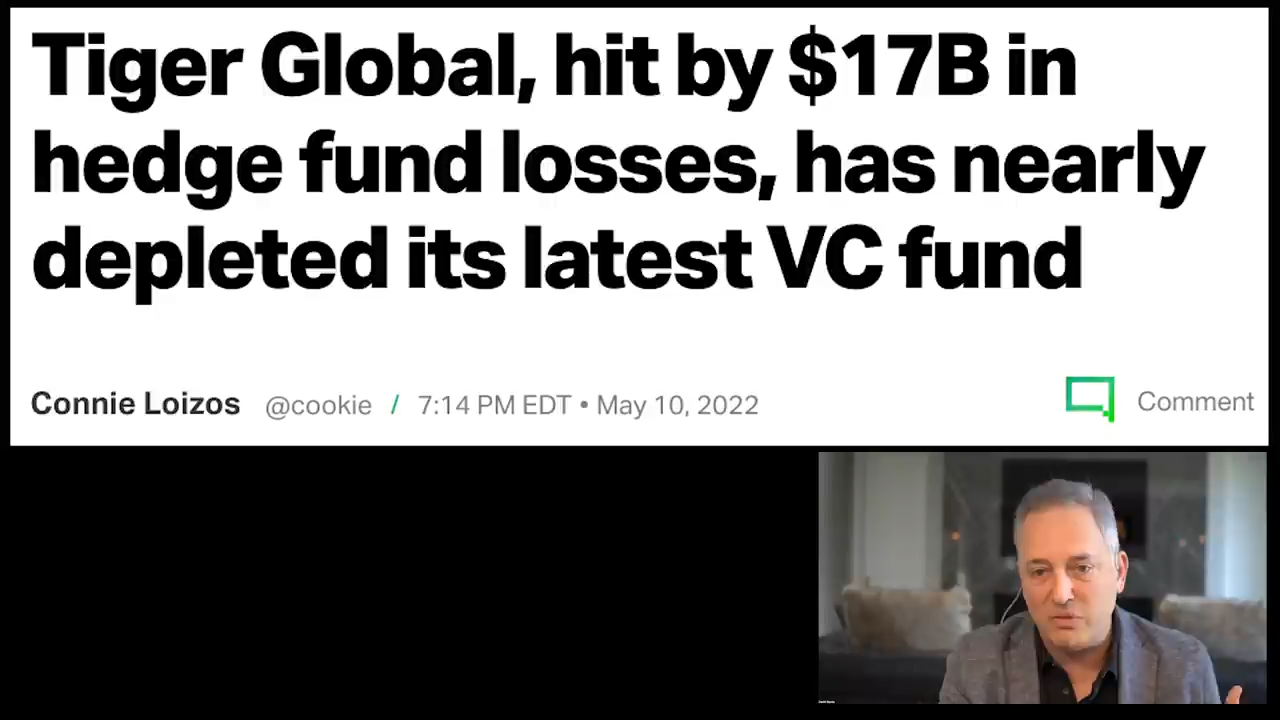 Tiger Global, hit by $17B in
hedge fund losses, has nearly
depleted its latest VC fund
Connie Loizos @cookie / 7:14 PM EDT • May 10, 2022 Comment